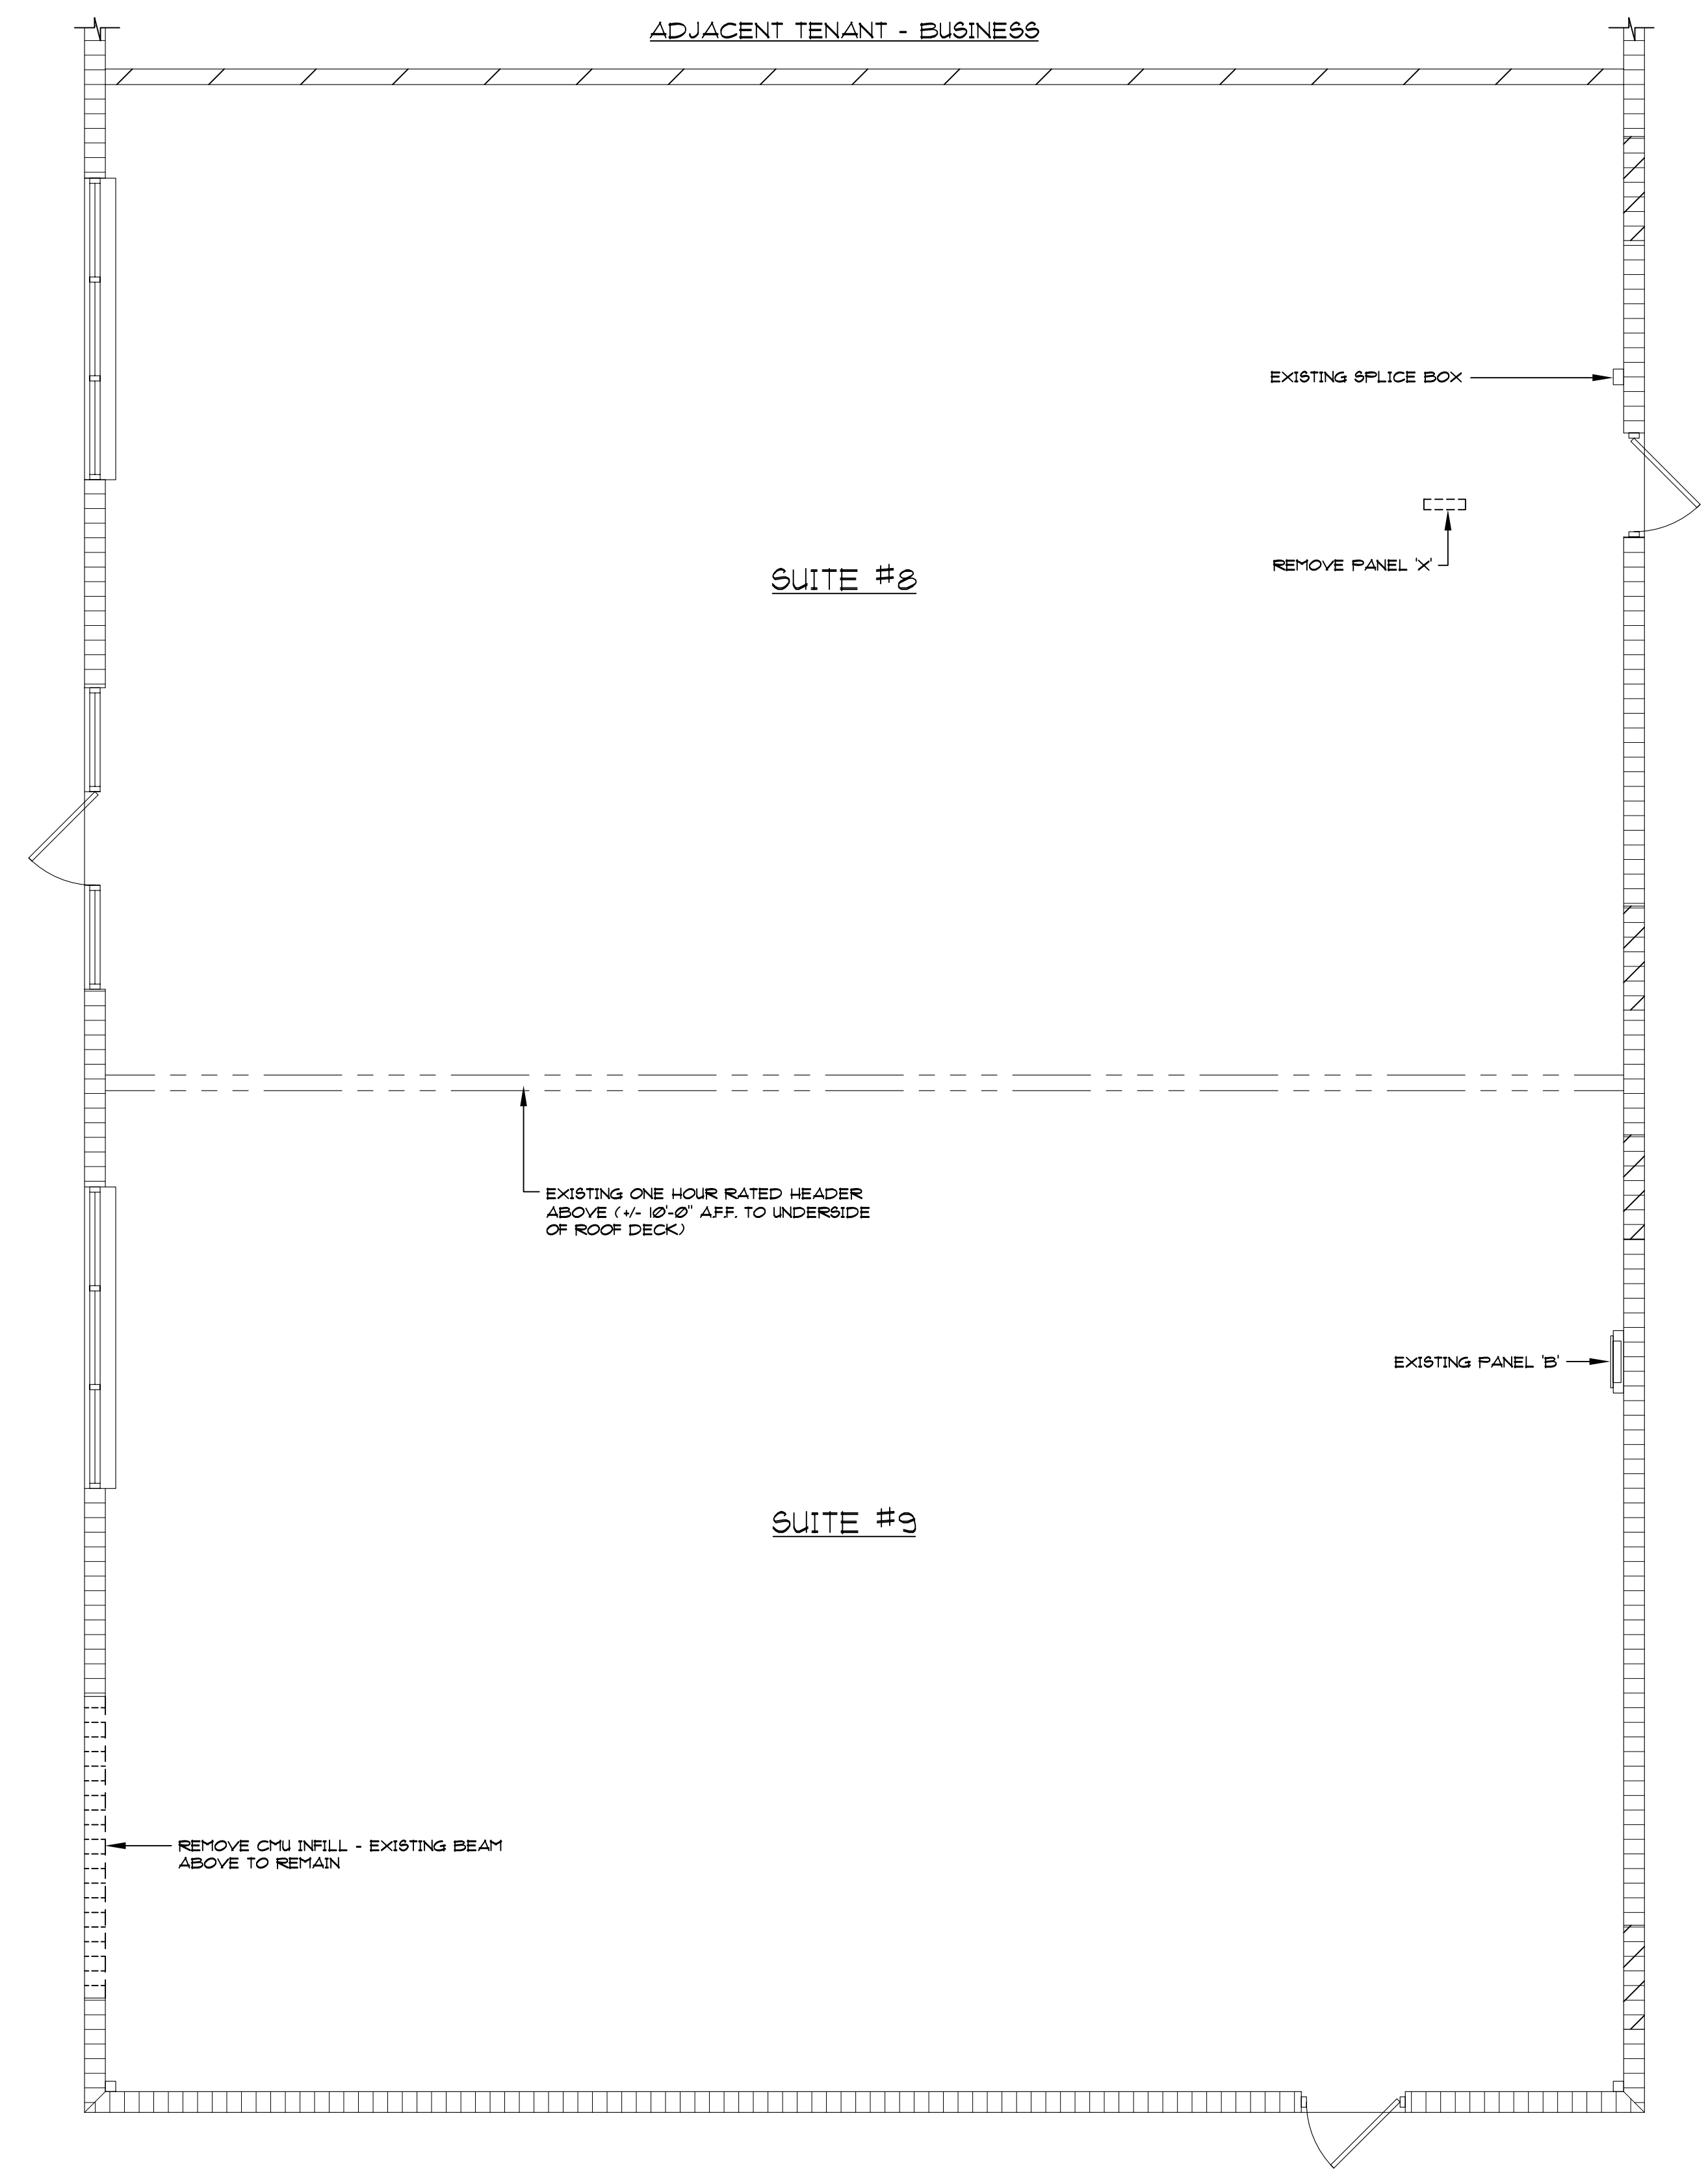 ADJACENT TENANT - BUSINESS
EXISTING SPLICE BOX
REMOVE PANEL 'X'
SUITE #8
EXISTING ONE HOUR RATED HEADER
ABOVE (+/- 10'-0" A.F.F. TO UNDERSIDE
OF ROOF DECK)
EXISTING PANEL 'B'
SUITE #9
REMOVE CMU INFILL - EXISTING BEAM
ABOVE TO REMAIN